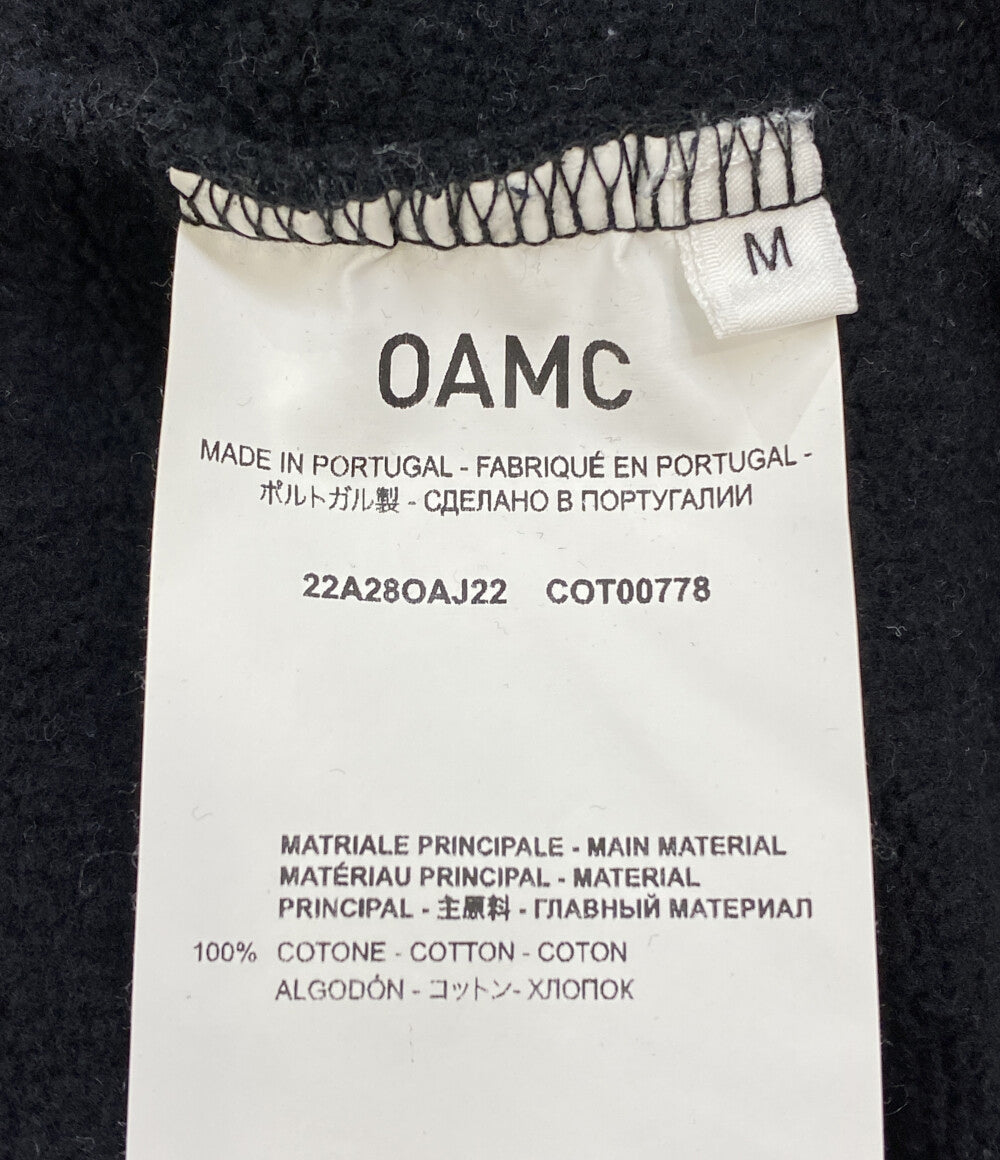 M
OAMC
MADE IN PORTUGAL - FABRIQUÉ EN PORTUGAL -
ポルトガル製 - СДЕЛАНО В ПОРТУГАЛИИ
22A28OAJ22 COT00778
MATRIALE PRINCIPALE - MAIN MATERIAL
MATÉRIAU PRINCIPAL - MATERIAL
PRINCIPAL - 主原料 - ГЛАВНЫЙ МАТЕРИАЛ
100% COTONE - COTTON - COTON
ALGODÓN - コットン- ХЛОПОК